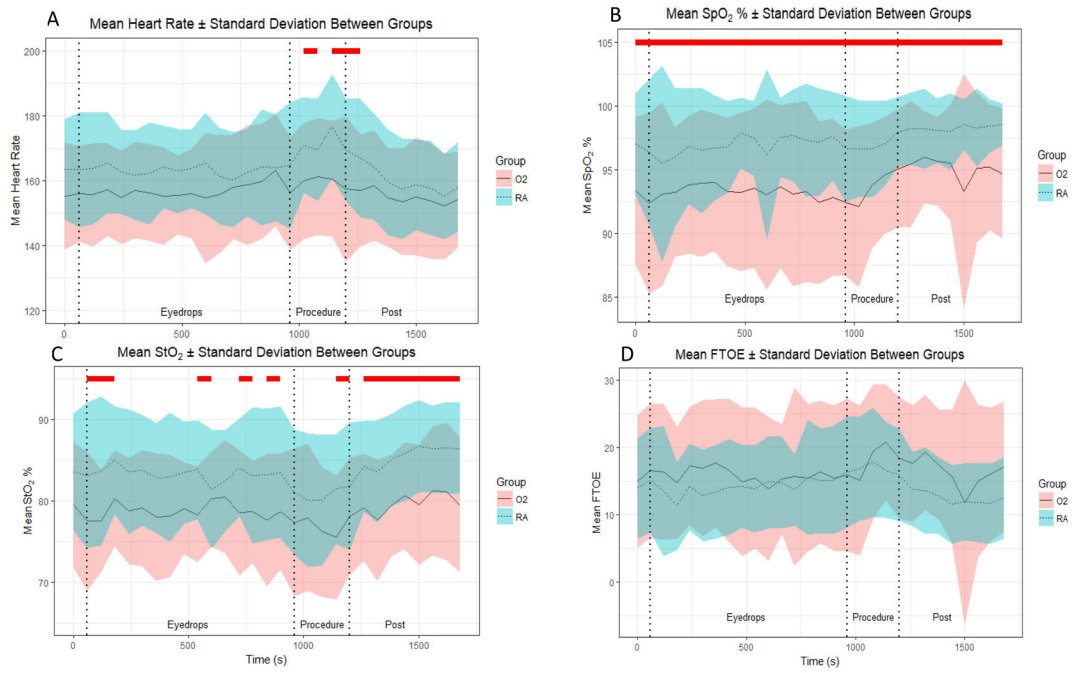 A
Mean Heart Rate ± Standard Deviation Between Groups
200
180
160
140
120
Mean Heart Rate
Eyedrops
Procedure
Post
0
500
1000
1500
Group
O2
RA
B
Mean SpO₂ % ± Standard Deviation Between Groups
105
100
95
90
85
Mean SpO₂ %
Eyedrops
Procedure
Post
0
500
1000
1500
Group
O2
RA
C
Mean StO₂ ± Standard Deviation Between Groups
90
80
70
Mean StO₂ %
Eyedrops
Procedure
Post
0
500
1000
1500
Time (s)
Group
O2
RA
D
Mean FTOE ± Standard Deviation Between Groups
30
20
10
0
Mean FTOE
Eyedrops
Procedure
Post
0
500
1000
1500
Time (s)
Group
O2
RA